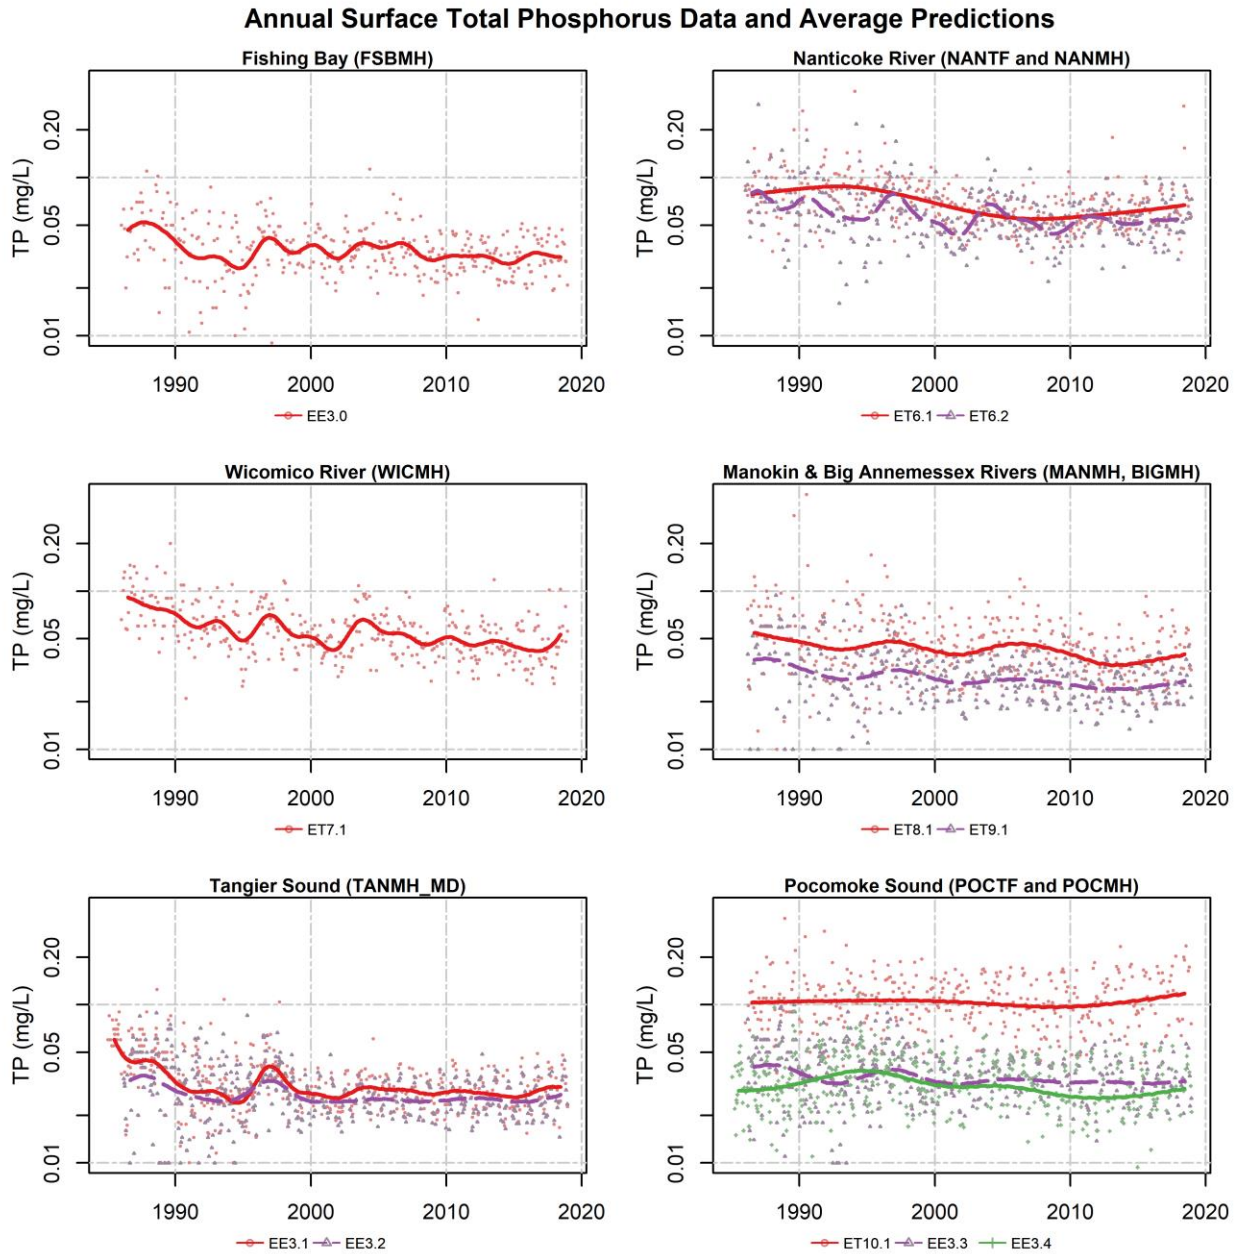 Annual Surface Total Phosphorus Data and Average Predictions
Fishing Bay (FSBMH)
TP (mg/L)
0.20
0.05
0.01
1990 2000 2010 2020
EE3.0
Nanticoke River (NANTF and NANMH)
TP (mg/L)
0.20
0.05
0.01
1990 2000 2010 2020
ET6.1 ET6.2
Wicomico River (WICMH)
TP (mg/L)
0.20
0.05
0.01
1990 2000 2010 2020
ET7.1
Manokin & Big Annemessex Rivers (MANMH, BIGMH)
TP (mg/L)
0.20
0.05
0.01
1990 2000 2010 2020
ET8.1 ET9.1
Tangier Sound (TANMH_MD)
TP (mg/L)
0.20
0.05
0.01
1990 2000 2010 2020
EE3.1 EE3.2
Pocomoke Sound (POCTF and POCMH)
TP (mg/L)
0.20
0.05
0.01
1990 2000 2010 2020
ET10.1 EE3.3 EE3.4